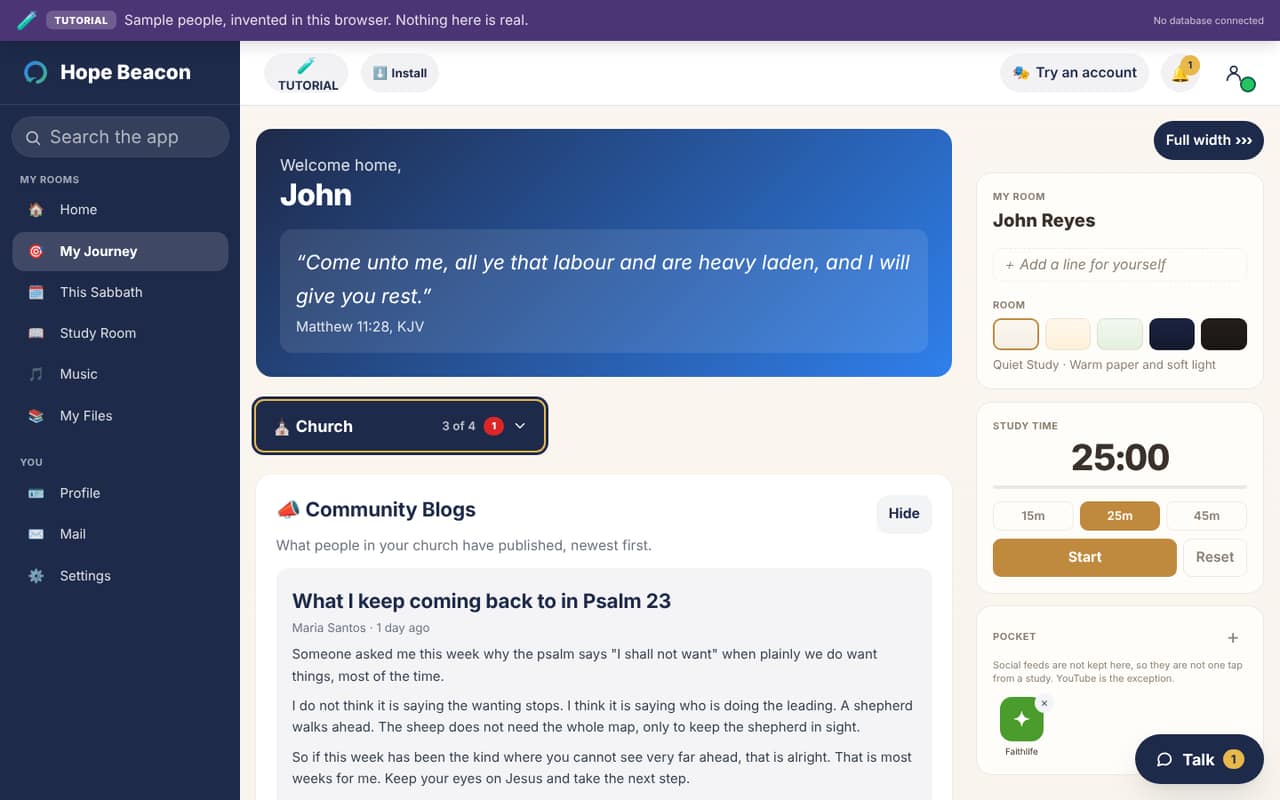 TUTORIAL Sample people, invented in this browser. Nothing here is real.
No database connected
Hope Beacon
Search the app
MY ROOMS
Home
My Journey
This Sabbath
Study Room
Music
My Files
YOU
Profile
Mail
Settings
TUTORIAL
Install
Try an account
1
Welcome home,
John
“Come unto me, all ye that labour and are heavy laden, and I will
give you rest.”
Matthew 11:28, KJV
Church 3 of 4 1
Community Blogs
Hide
What people in your church have published, newest first.
What I keep coming back to in Psalm 23
Maria Santos · 1 day ago
Someone asked me this week why the psalm says "I shall not want" when plainly we do want
things, most of the time.
I do not think it is saying the wanting stops. I think it is saying who is doing the leading. A shepherd
walks ahead. The sheep does not need the whole map, only to keep the shepherd in sight.
So if this week has been the kind where you cannot see very far ahead, that is alright. That is most
weeks for me. Keep your eyes on Jesus and take the next step.
Full width ›››
MY ROOM
John Reyes
+ Add a line for yourself
ROOM
Quiet Study · Warm paper and soft light
STUDY TIME
25:00
15m 25m 45m
Start Reset
POCKET +
Social feeds are not kept here, so they are not one tap
from a study. YouTube is the exception.
×
Faithlife
Talk 1